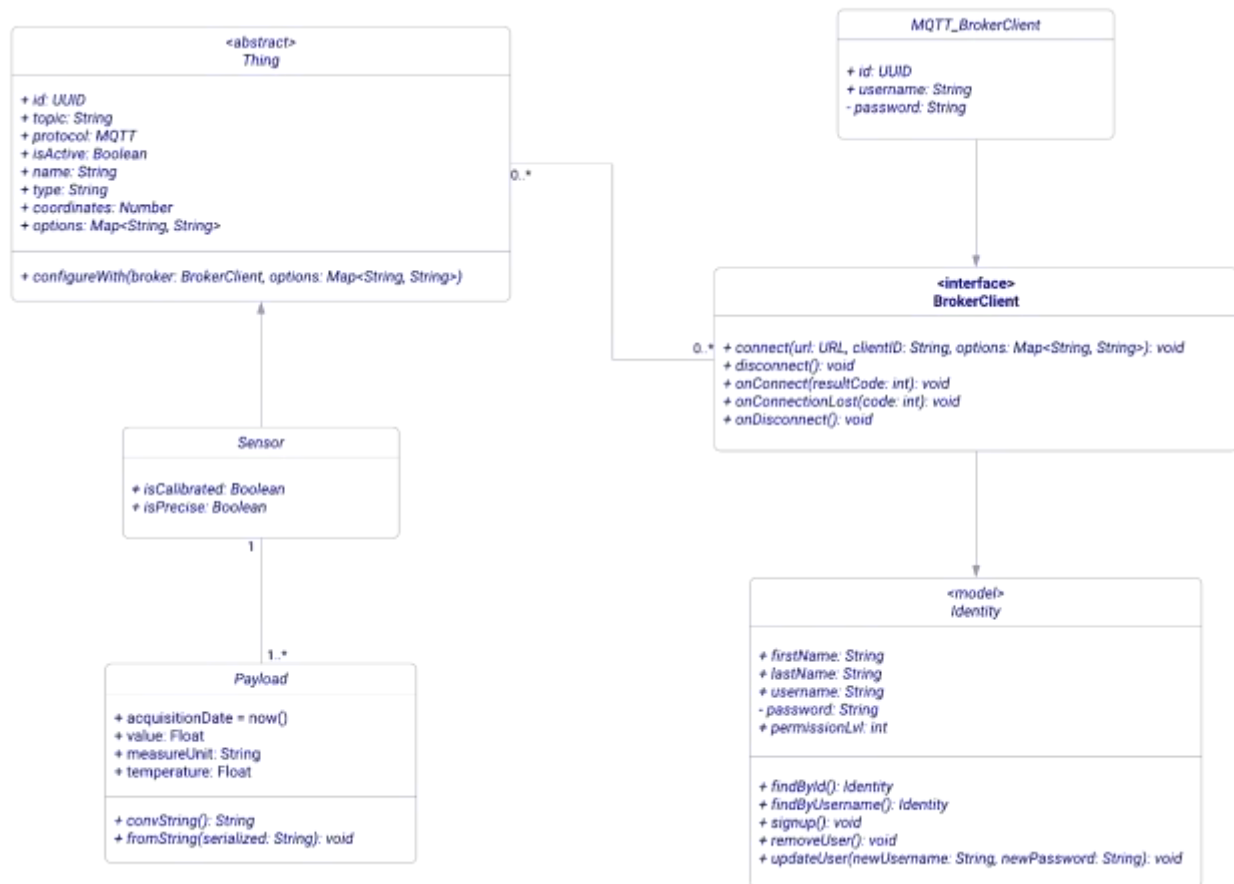 <abstract>
Thing
+ id: UUID
+ topic: String
+ protocol: MQTT
+ isActive: Boolean
+ name: String
+ type: String
+ coordinates: Number
+ options: Map<String, String>
+ configureWith(broker: BrokerClient, options: Map<String, String>)
MQTT_BrokerClient
+ id: UUID
+ username: String
- password: String
0..*
<interface>
BrokerClient
0..*
+ connect(url: URL, clientID: String, options: Map<String, String>): void
+ disconnect(): void
+ onConnect(resultCode: int): void
+ onConnectionLost(code: int): void
+ onDisconnect(): void
Sensor
+ isCalibrated: Boolean
+ isPrecise: Boolean
1
1..*
Payload
+ acquisitionDate = now()
+ value: Float
+ measureUnit: String
+ temperature: Float
+ convString(): String
+ fromString(serialized: String): void
<model>
Identity
+ firstName: String
+ lastName: String
+ username: String
- password: String
+ permissionLvl: int
+ findById(): Identity
+ findByUsername(): Identity
+ signup(): void
+ removeUser(): void
+ updateUser(newUsername: String, newPassword: String): void